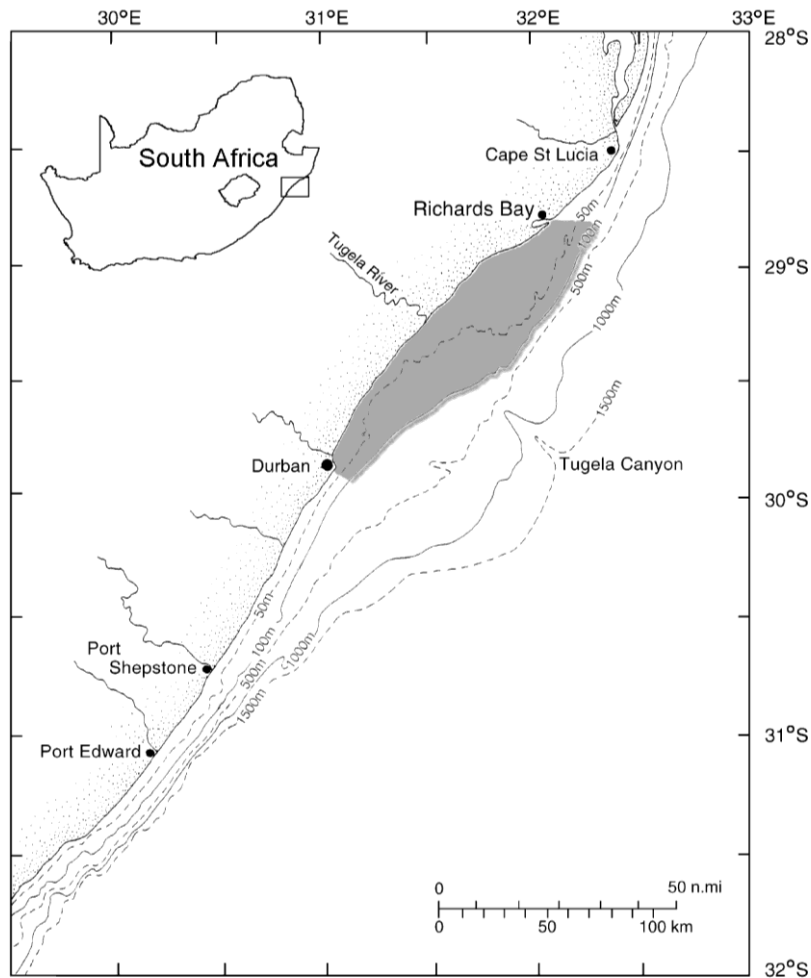 30°E
31°E
32°E
33°E
28°S
South Africa
Cape St Lucia
Richards Bay
50m
100m
29°S
Tugela River
500m
1000m
1500m
Durban
Tugela Canyon
30°S
50m
100m
Port
Shepstone
500m
1000m
1500m
Port Edward
31°S
0
50 n.mi
0
50
100 km
32°S